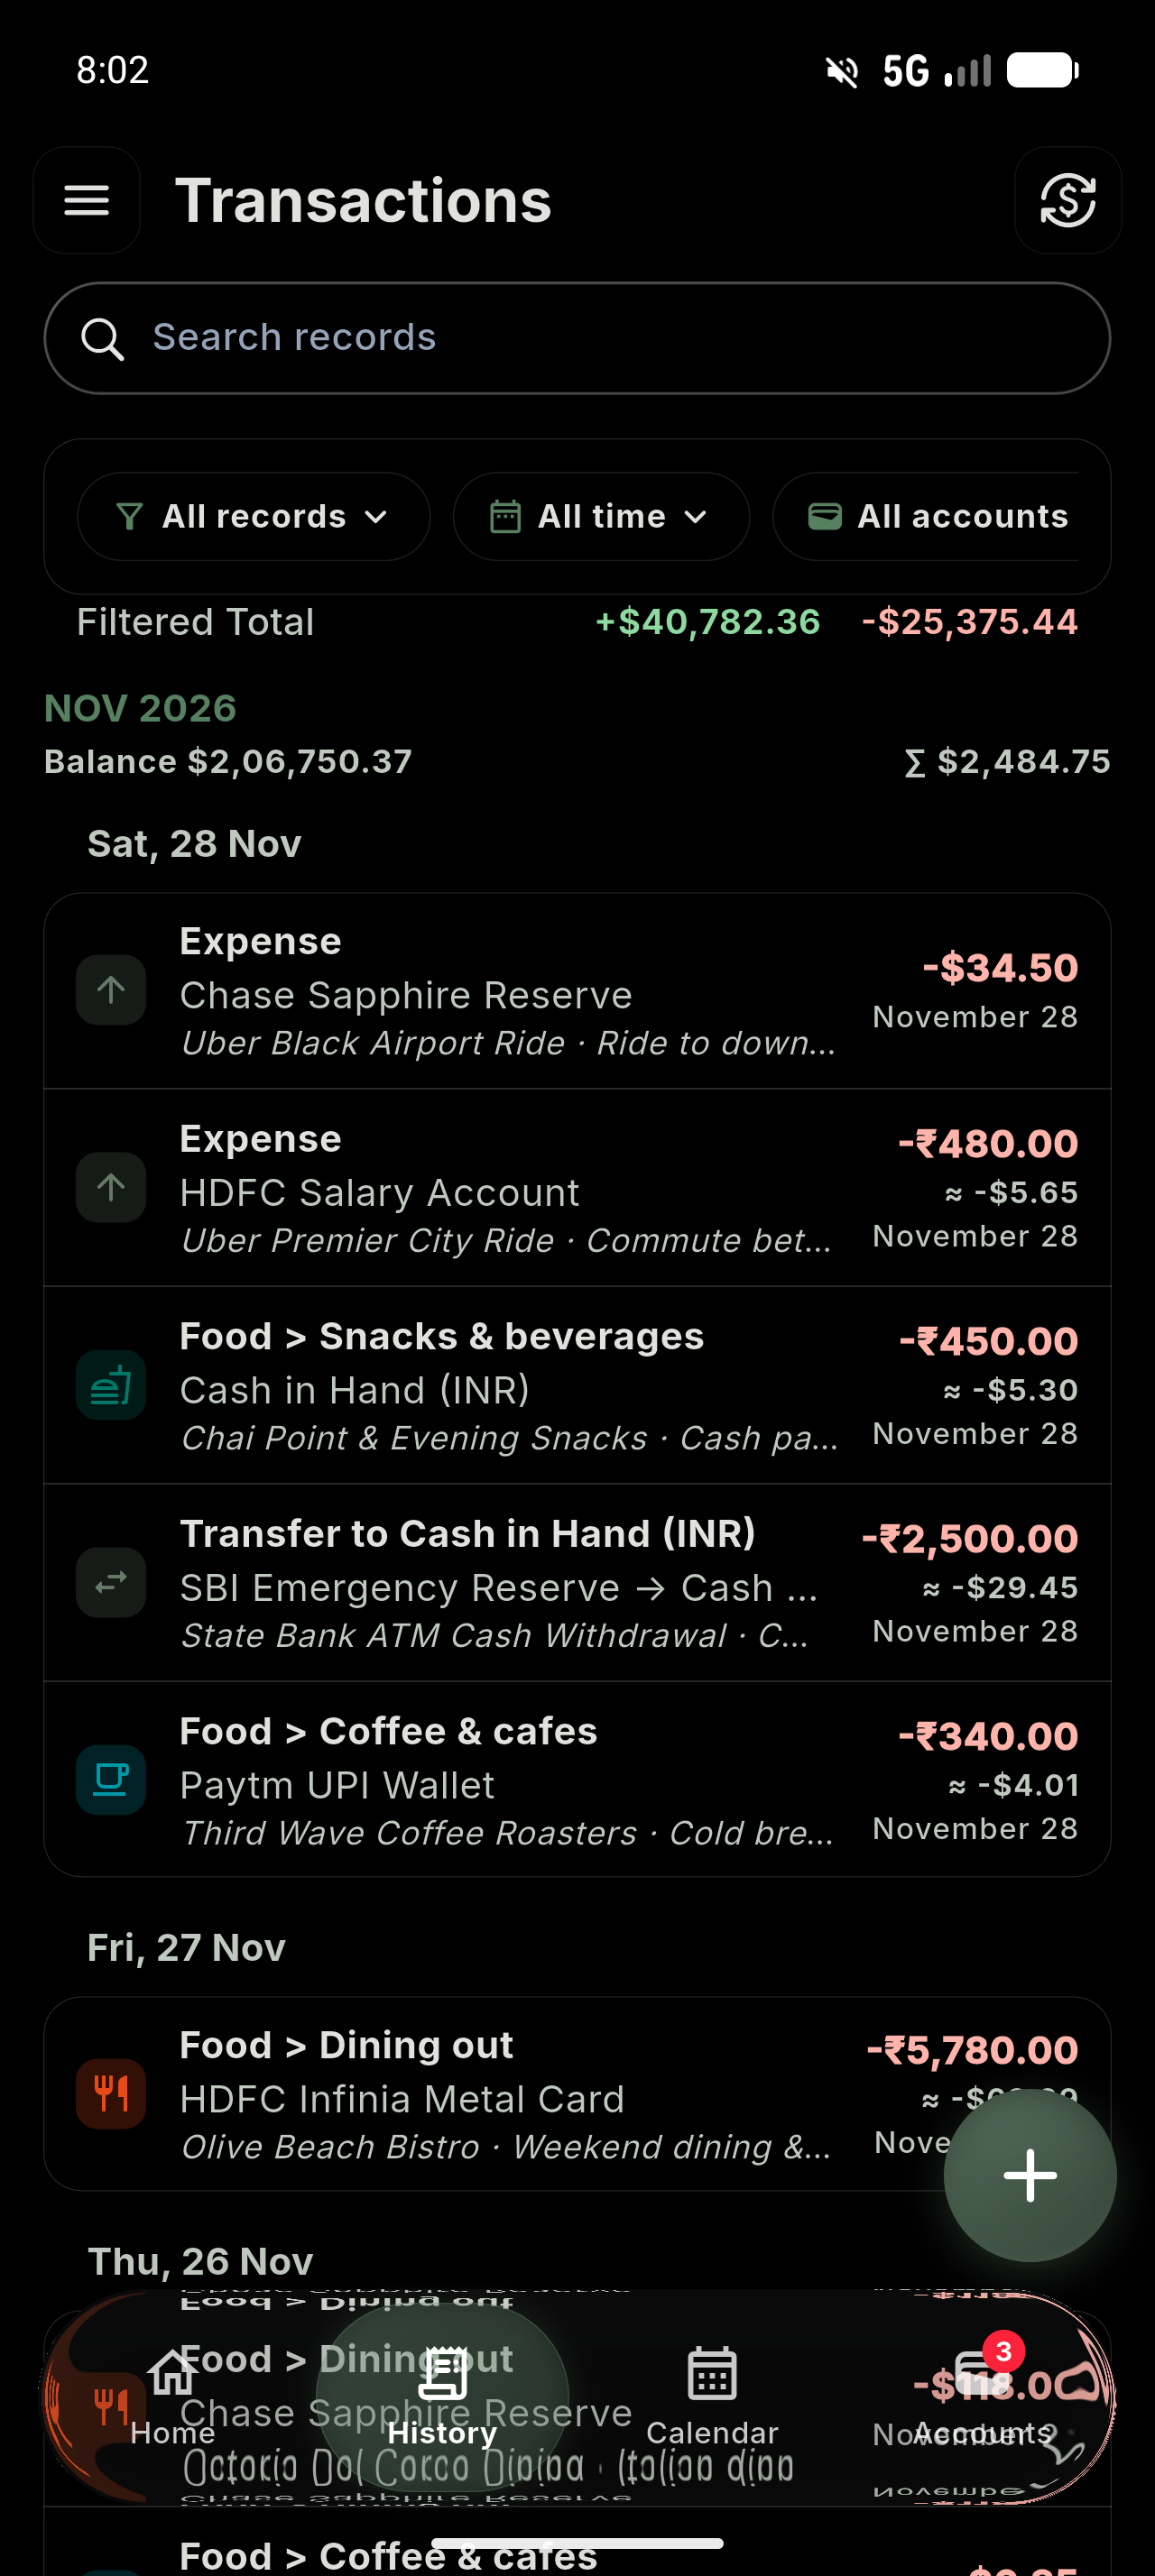 8:02
5G
Transactions
Search records
All records
All time
All accounts
Filtered Total +$40,782.36 -$25,375.44
NOV 2026
Balance $2,06,750.37 ∑ $2,484.75
Sat, 28 Nov
Expense
Chase Sapphire Reserve
Uber Black Airport Ride · Ride to down...
-$34.50
November 28
Expense
HDFC Salary Account
Uber Premier City Ride · Commute bet...
-₹480.00
≈ -$5.65
November 28
Food > Snacks & beverages
Cash in Hand (INR)
Chai Point & Evening Snacks · Cash pa...
-₹450.00
≈ -$5.30
November 28
Transfer to Cash in Hand (INR)
SBI Emergency Reserve → Cash ...
State Bank ATM Cash Withdrawal · C...
-₹2,500.00
≈ -$29.45
November 28
Food > Coffee & cafes
Paytm UPI Wallet
Third Wave Coffee Roasters · Cold bre...
-₹340.00
≈ -$4.01
November 28
Fri, 27 Nov
Food > Dining out
HDFC Infinia Metal Card
Olive Beach Bistro · Weekend dining &...
-₹5,780.00
Thu, 26 Nov
Food > Dining out
Chase Sapphire Reserve
-$118.00
November
3
Home
History
Calendar
Accounts
Food > Coffee & cafes